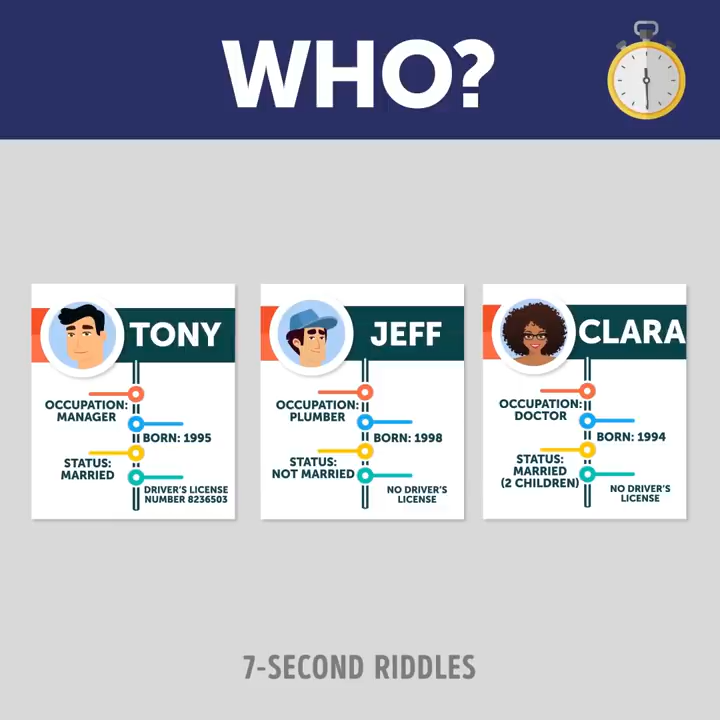 WHO?
TONY
OCCUPATION:
MANAGER
BORN: 1995
STATUS:
MARRIED
DRIVER'S LICENSE
NUMBER 8236503
JEFF
OCCUPATION:
PLUMBER
BORN: 1998
STATUS:
NOT MARRIED
NO DRIVER'S
LICENSE
CLARA
OCCUPATION:
DOCTOR
BORN: 1994
STATUS:
MARRIED
(2 CHILDREN)
NO DRIVER'S
LICENSE
7-SECOND RIDDLES